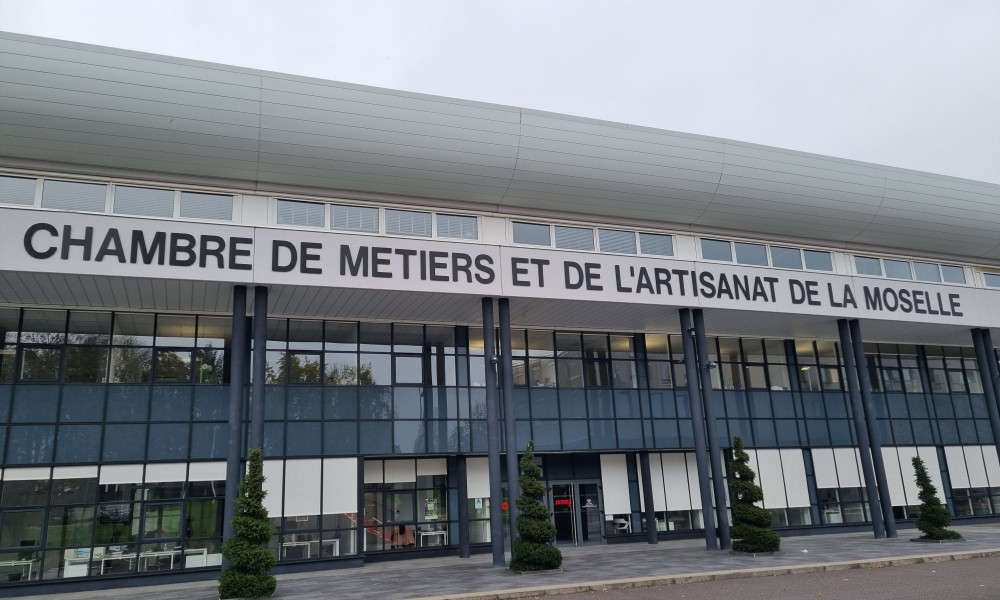 CHAMBRE DE METIERS ET DE L'ARTISANAT DE LA MOSELLE